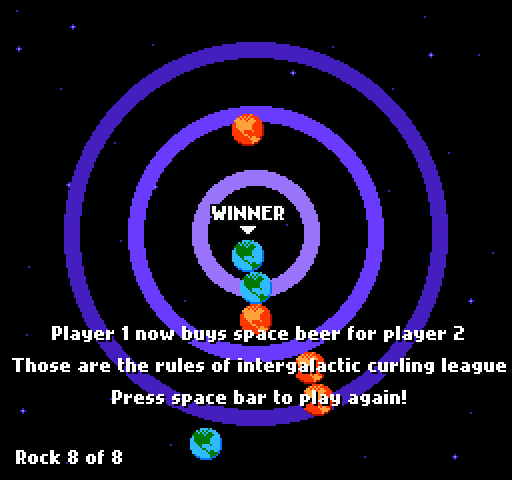 WINNER
Player 1 now buys space beer for player 2
Those are the rules of intergalactic curling league
Press space bar to play again!
Rock 8 of 8